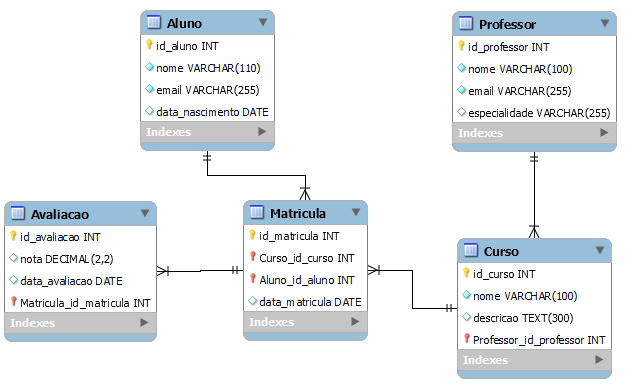 Aluno
id_aluno INT
nome VARCHAR(110)
email VARCHAR(255)
data_nascimento DATE
Indexes
Professor
id_professor INT
nome VARCHAR(100)
email VARCHAR(255)
especialidade VARCHAR(255)
Indexes
Avaliacao
id_avaliacao INT
nota DECIMAL(2,2)
data_avaliacao DATE
Matricula_id_matricula INT
Indexes
Matricula
id_matricula INT
Curso_id_curso INT
Aluno_id_aluno INT
data_matricula DATE
Indexes
Curso
id_curso INT
nome VARCHAR(100)
descricao TEXT(300)
Professor_id_professor INT
Indexes